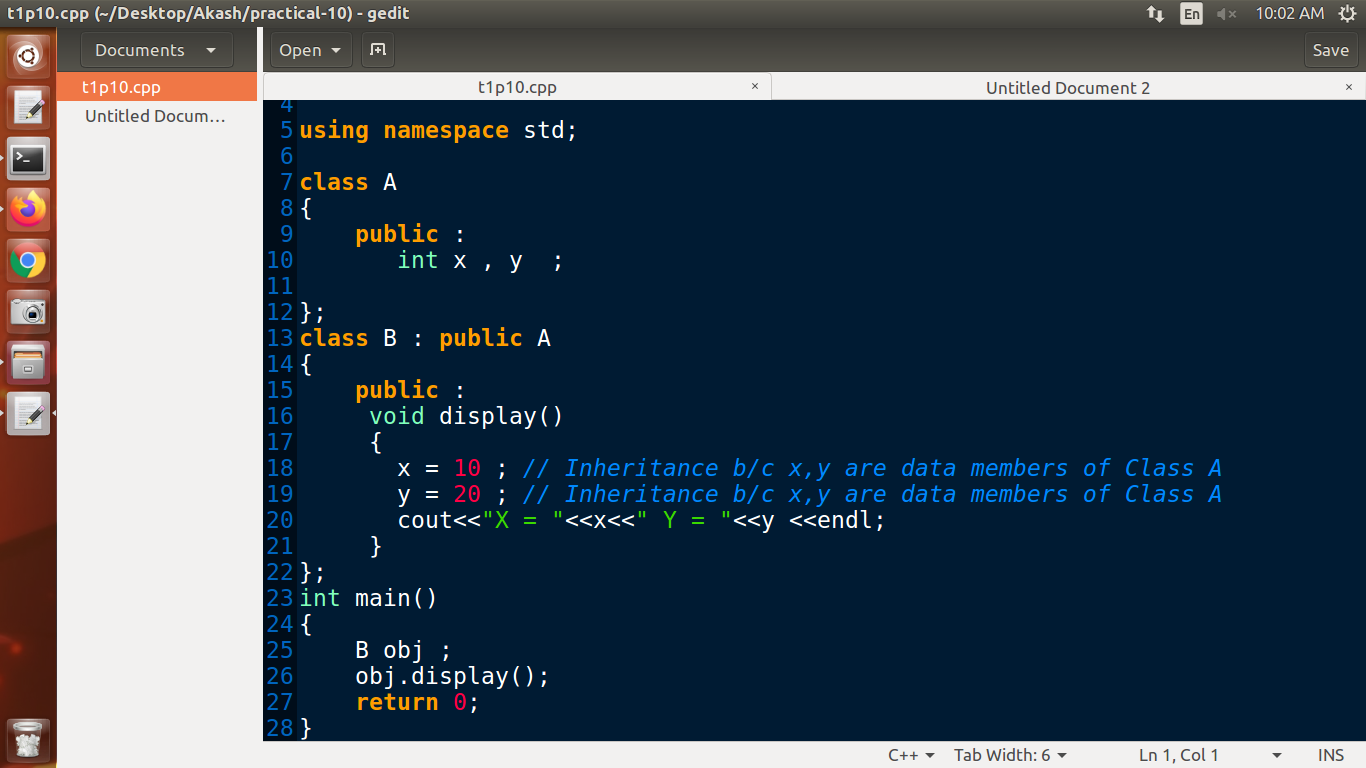 t1p10.cpp (~/Desktop/Akash/practical-10) - gedit
En
10:02 AM
Documents
Open
Save
t1p10.cpp
Untitled Docum...
t1p10.cpp ×
Untitled Document 2 ×
4
5 using namespace std;
6
7 class A
8 {
9     public :
10        int x , y  ;
11
12 };
13 class B : public A
14 {
15     public :
16      void display()
17      {
18        x = 10 ; // Inheritance b/c x,y are data members of Class A
19        y = 20 ; // Inheritance b/c x,y are data members of Class A
20        cout<<"X = "<<x<<" Y = "<<y <<endl;
21      }
22 };
23 int main()
24 {
25     B obj ;
26     obj.display();
27     return 0;
28 }
C++
Tab Width: 6
Ln 1, Col 1
INS